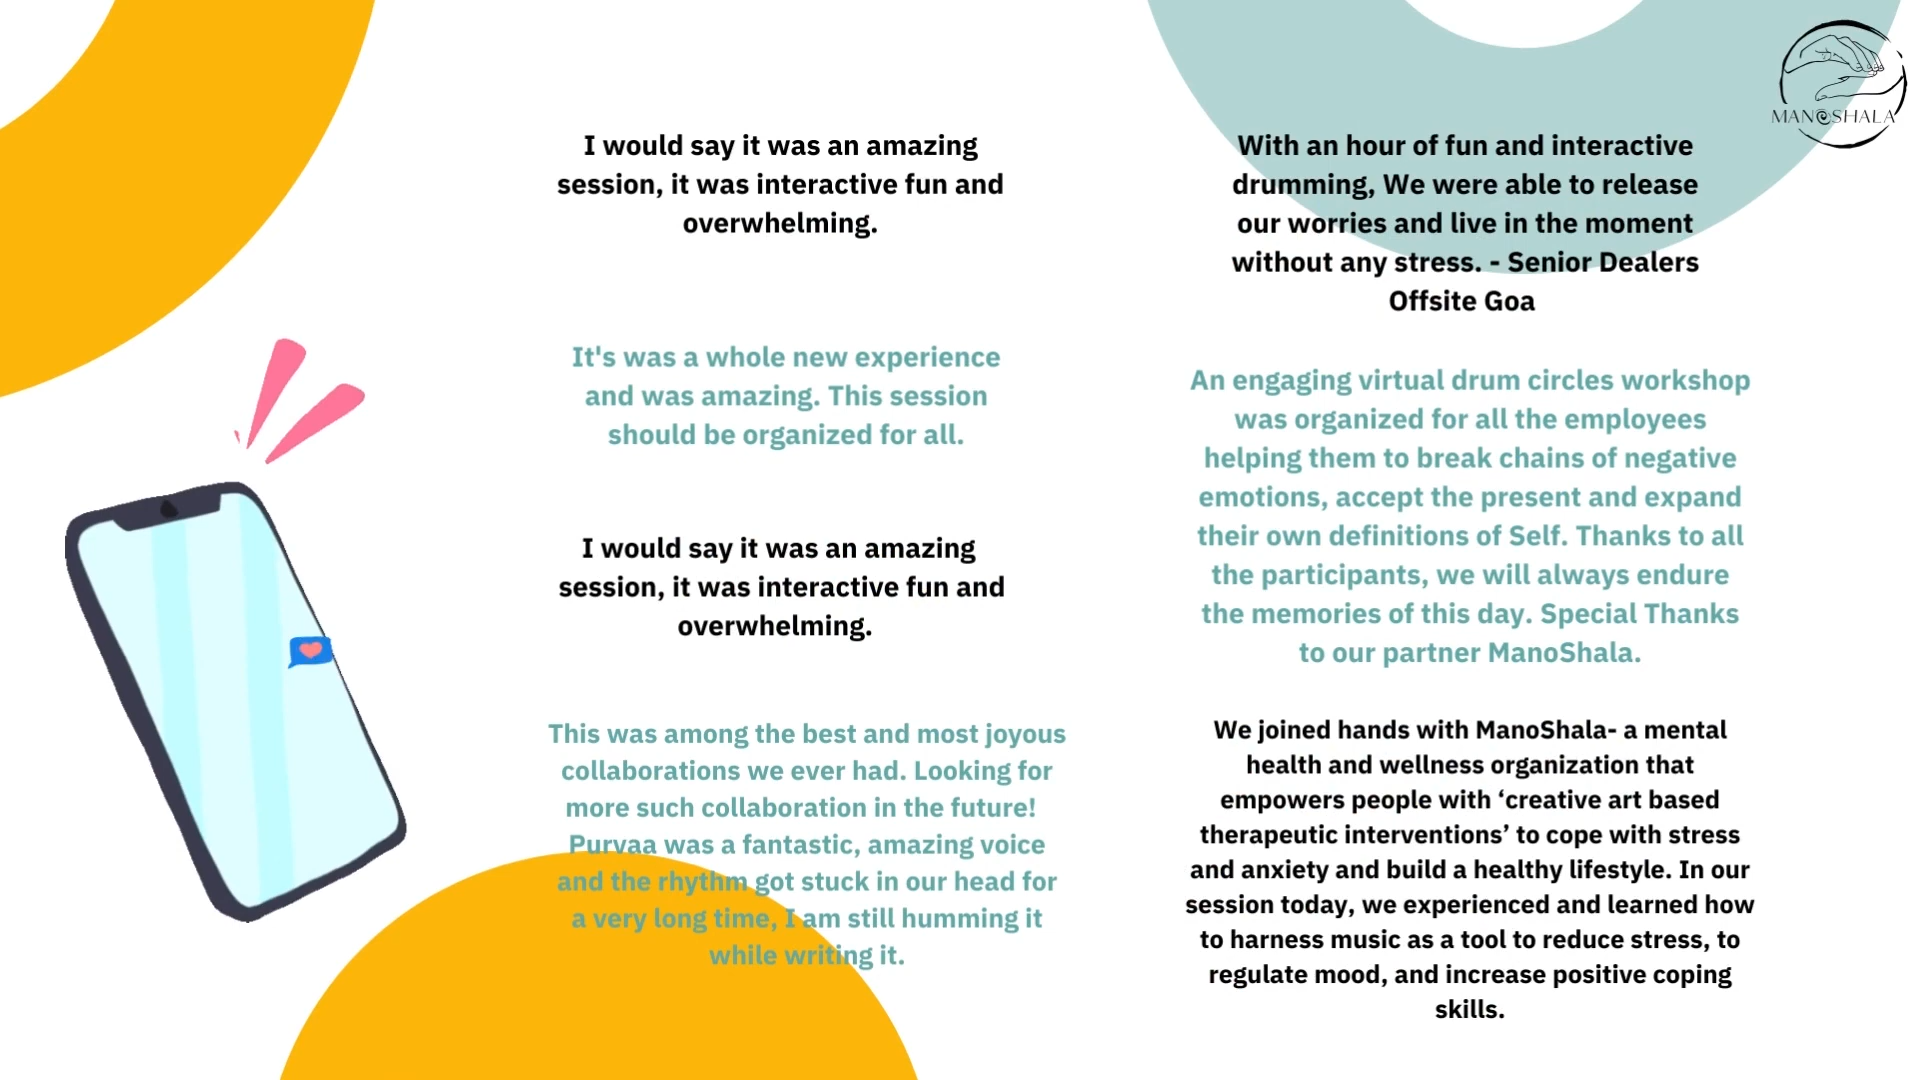 MANOSHALA
I would say it was an amazing
session, it was interactive fun and
overwhelming.
It's was a whole new experience
and was amazing. This session
should be organized for all.
I would say it was an amazing
session, it was interactive fun and
overwhelming.
This was among the best and most joyous
collaborations we ever had. Looking for
more such collaboration in the future!
Purvaa was a fantastic, amazing voice
and the rhythm got stuck in our head for
a very long time, I am still humming it
while writing it.
With an hour of fun and interactive
drumming, We were able to release
our worries and live in the moment
without any stress. - Senior Dealers
Offsite Goa
An engaging virtual drum circles workshop
was organized for all the employees
helping them to break chains of negative
emotions, accept the present and expand
their own definitions of Self. Thanks to all
the participants, we will always endure
the memories of this day. Special Thanks
to our partner ManoShala.
We joined hands with ManoShala- a mental
health and wellness organization that
empowers people with ‘creative art based
therapeutic interventions’ to cope with stress
and anxiety and build a healthy lifestyle. In our
session today, we experienced and learned how
to harness music as a tool to reduce stress, to
regulate mood, and increase positive coping
skills.